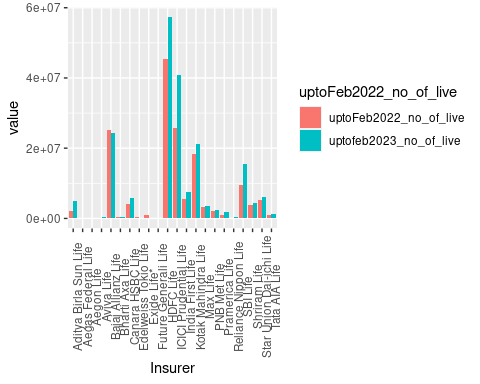 6e+07
4e+07
2e+07
0e+00
value
Aditya Birla Sun Life
Aegas Federal Life
Aegon Life
Aviva Life
Bajaj Allianz Life
Bharti Axa Life
Canara HSBC Life
Edelweiss Tokio Life
Exide Life*
Future Generali Life
HDFC Life
ICICI Prudential Life
India First Life
Kotak Mahindra Life
Max Life
PNB Met Life
Pramerica Life
Reliance Nippon Life
SBI Life
Shriram Life
Star Union Dai-ichi Life
Tata AIA Life
Insurer
uptoFeb2022_no_of_live
uptoFeb2022_no_of_live
uptofeb2023_no_of_live